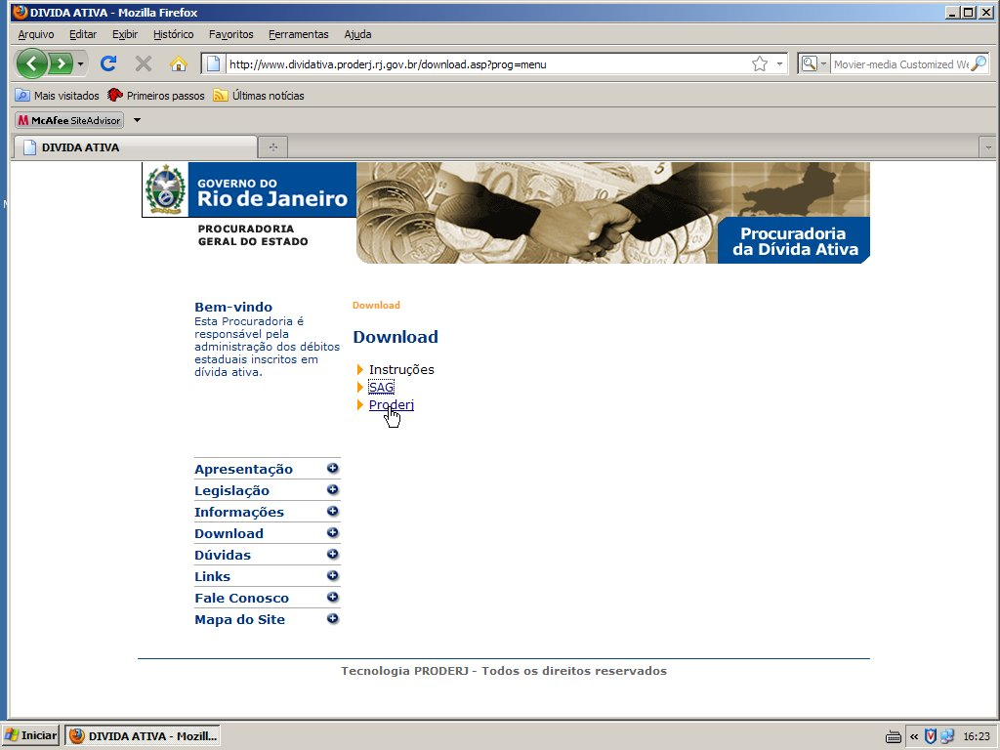 DIVIDA ATIVA - Mozilla Firefox
Arquivo Editar Exibir Histórico Favoritos Ferramentas Ajuda
http://www.dividativa.proderj.rj.gov.br/download.asp?prog=menu
Movier-media Customized We
Mais visitados Primeiros passos Últimas notícias
McAfee SiteAdvisor
DIVIDA ATIVA
GOVERNO DO
Rio de Janeiro
PROCURADORIA
GERAL DO ESTADO
5
Procuradoria
da Dívida Ativa
Bem-vindo
Esta Procuradoria é
responsável pela
administração dos débitos
estaduais inscritos em
dívida ativa.
Download
Download
Instruções
SAG
Proderj
Apresentação
Legislação
Informações
Download
Dúvidas
Links
Fale Conosco
Mapa do Site
Tecnologia PRODERJ - Todos os direitos reservados
Iniciar
DIVIDA ATIVA - Mozill...
16:23